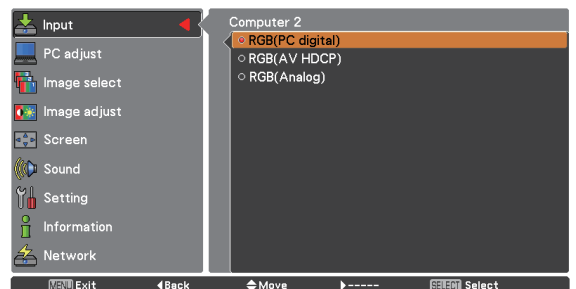 Input
PC adjust
Image select
Image adjust
Screen
Sound
Setting
Information
Network
Computer 2
RGB(PC digital)
RGB(AV HDCP)
RGB(Analog)
MENU Exit Back Move ----- SELECT Select